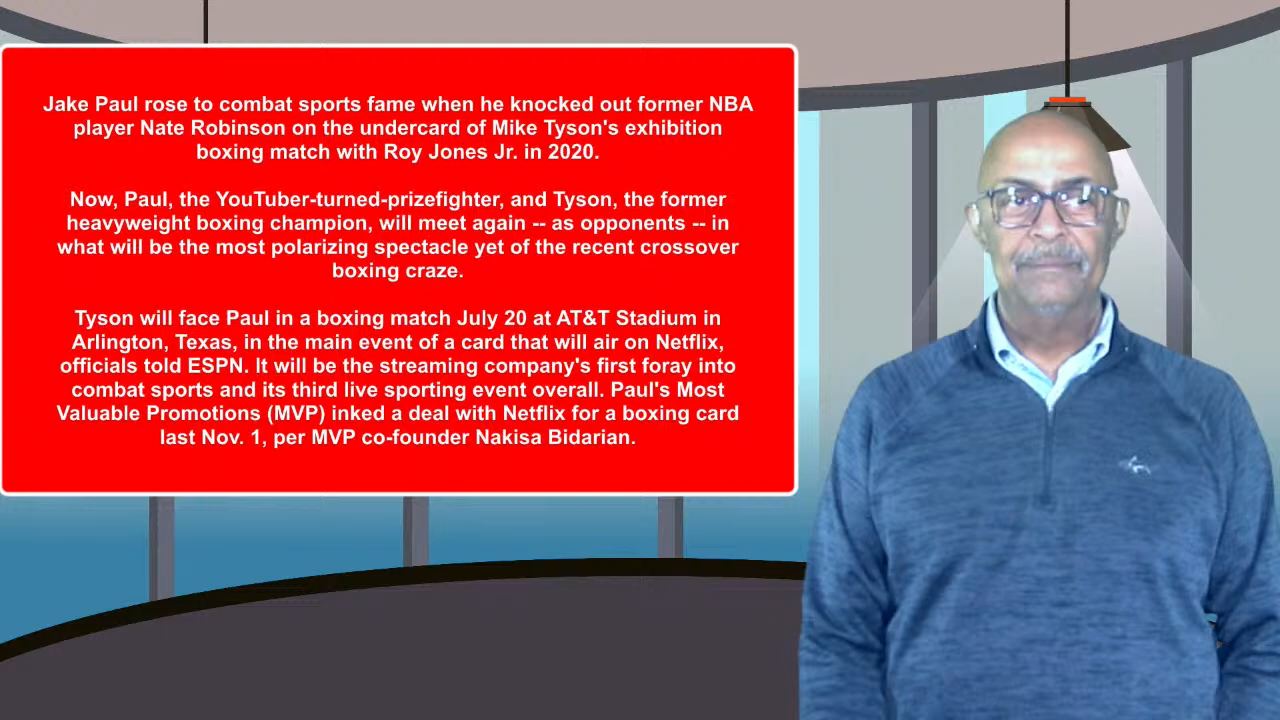 Jake Paul rose to combat sports fame when he knocked out former NBA
player Nate Robinson on the undercard of Mike Tyson's exhibition
boxing match with Roy Jones Jr. in 2020.
Now, Paul, the YouTuber-turned-prizefighter, and Tyson, the former
heavyweight boxing champion, will meet again -- as opponents -- in
what will be the most polarizing spectacle yet of the recent crossover
boxing craze.
Tyson will face Paul in a boxing match July 20 at AT&T Stadium in
Arlington, Texas, in the main event of a card that will air on Netflix,
officials told ESPN. It will be the streaming company's first foray into
combat sports and its third live sporting event overall. Paul's Most
Valuable Promotions (MVP) inked a deal with Netflix for a boxing card
last Nov. 1, per MVP co-founder Nakisa Bidarian.